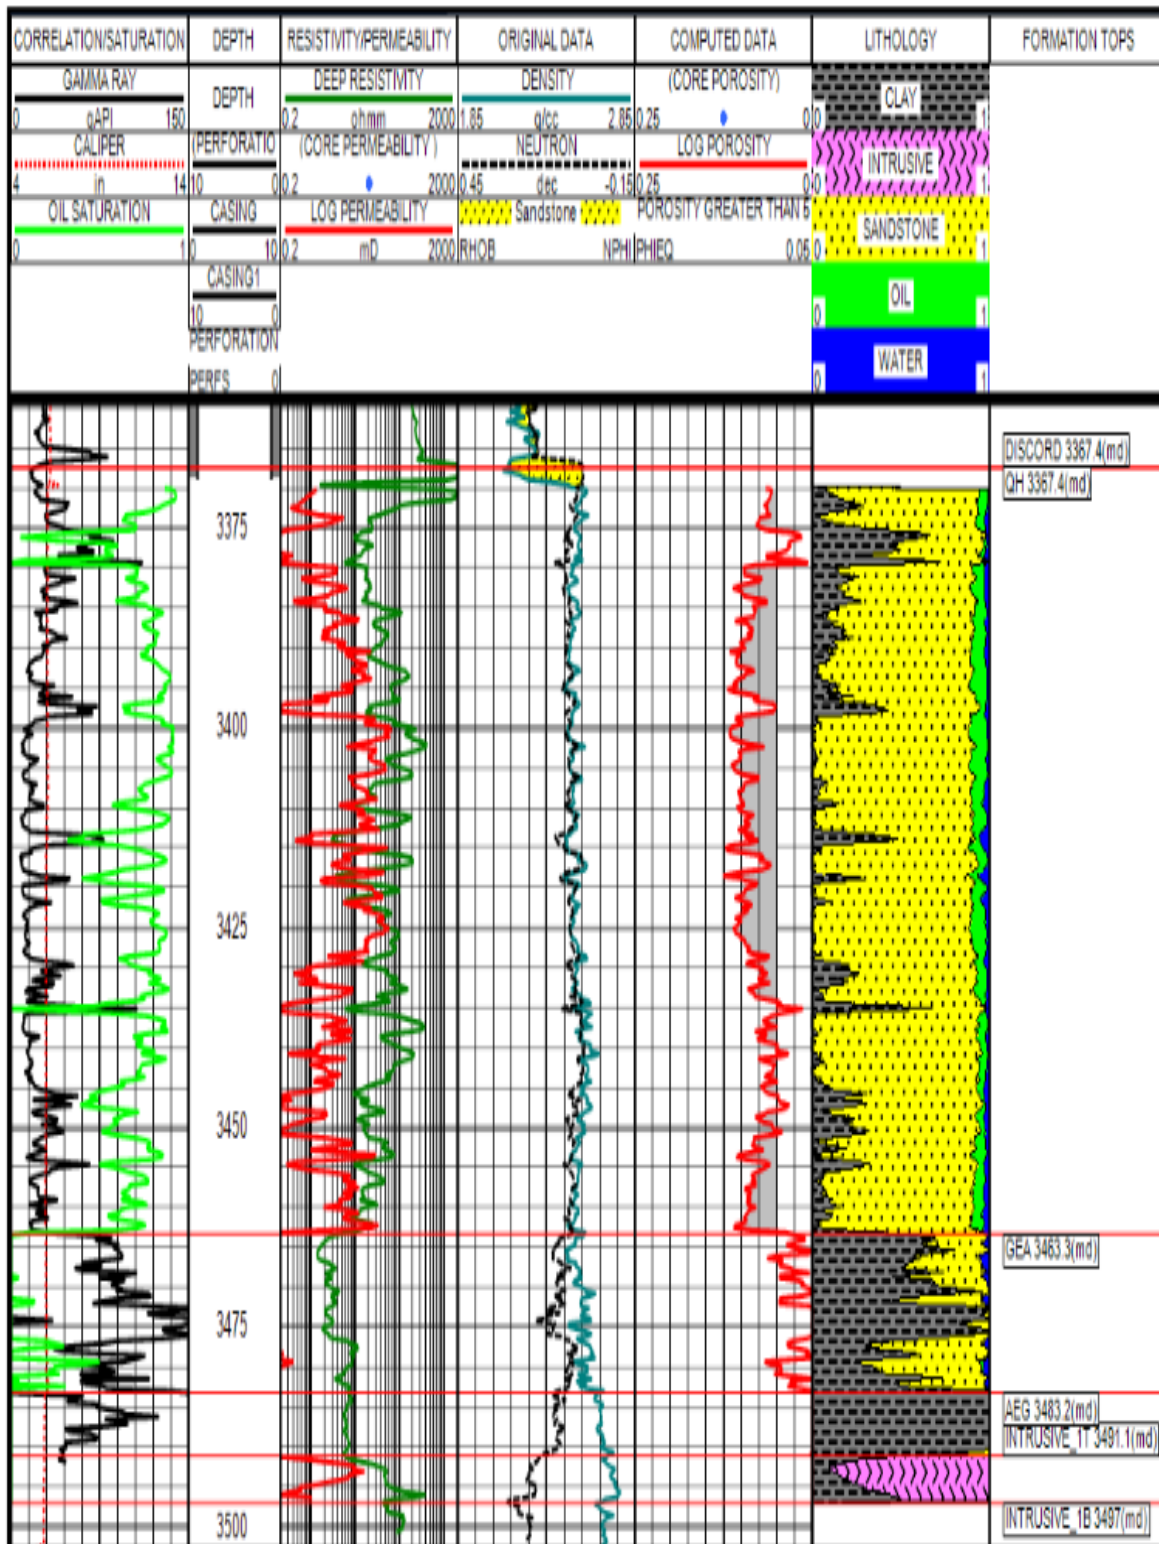 CORRELATION/SATURATION DEPTH RESISTIVITY/PERMEABILITY ORIGINAL DATA COMPUTED DATA LITHOLOGY FORMATION TOPS
GAMMA RAY
0 gAPI 150
CALIPER
4 in 14
OIL SATURATION
0 1
DEPTH
(PERFORATIO
10 0
CASING
0 10
CASING1
10 0
PERFORATION
PERFS 0
DEEP RESISTIVITY
0.2 ohmm 2000
(CORE PERMEABILITY )
0.2 2000
LOG PERMEABILITY
0.2 mD 2000
DENSITY
1.85 g/cc 2.85
NEUTRON
0.45 dec -0.15
Sandstone
RHOB NPHI
(CORE POROSITY)
0.25 0
LOG POROSITY
0.25 0
POROSITY GREATER THAN 5
PHIEQ 0.05
CLAY
0 1
INTRUSIVE
0 1
SANDSTONE
0 1
OIL
0 1
WATER
0 1
DISCORD 3367.4(md)
QH 3367.4(md)
3375
3400
3425
3450
GEA 3463.3(md)
3475
AEG 3483.2(md)
INTRUSIVE_1T 3491.1(md)
INTRUSIVE_1B 3497(md)
3500